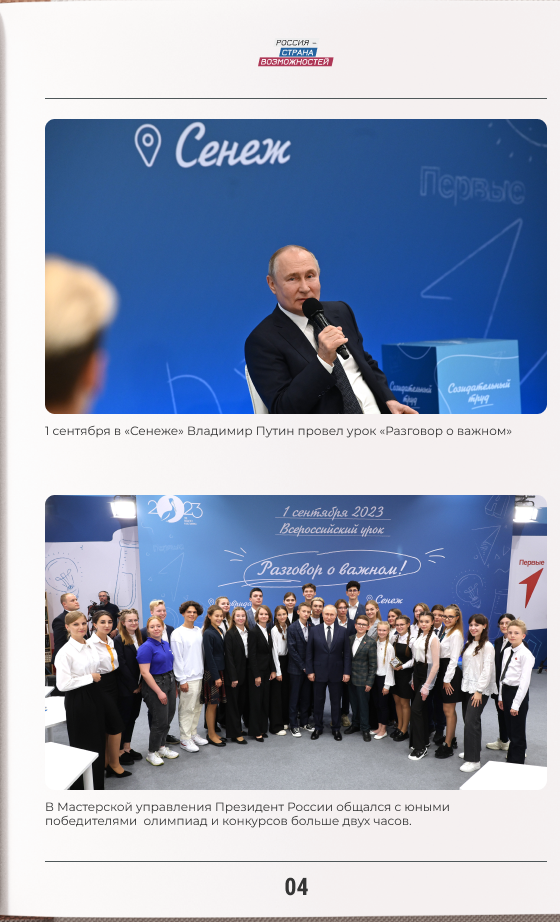 РОССИЯ –
СТРАНА
ВОЗМОЖНОСТЕЙ
Сенеж
Первые
Созидательный
труд
Созидательный
труд
1 сентября в «Сенеже» Владимир Путин провел урок «Разговор о важном»
2023
1 сентября 2023
Всероссийский урок
Первые
Разговор о важном!
Первые
Сенеж
В Мастерской управления Президент России общался с юными
победителями олимпиад и конкурсов больше двух часов.
04